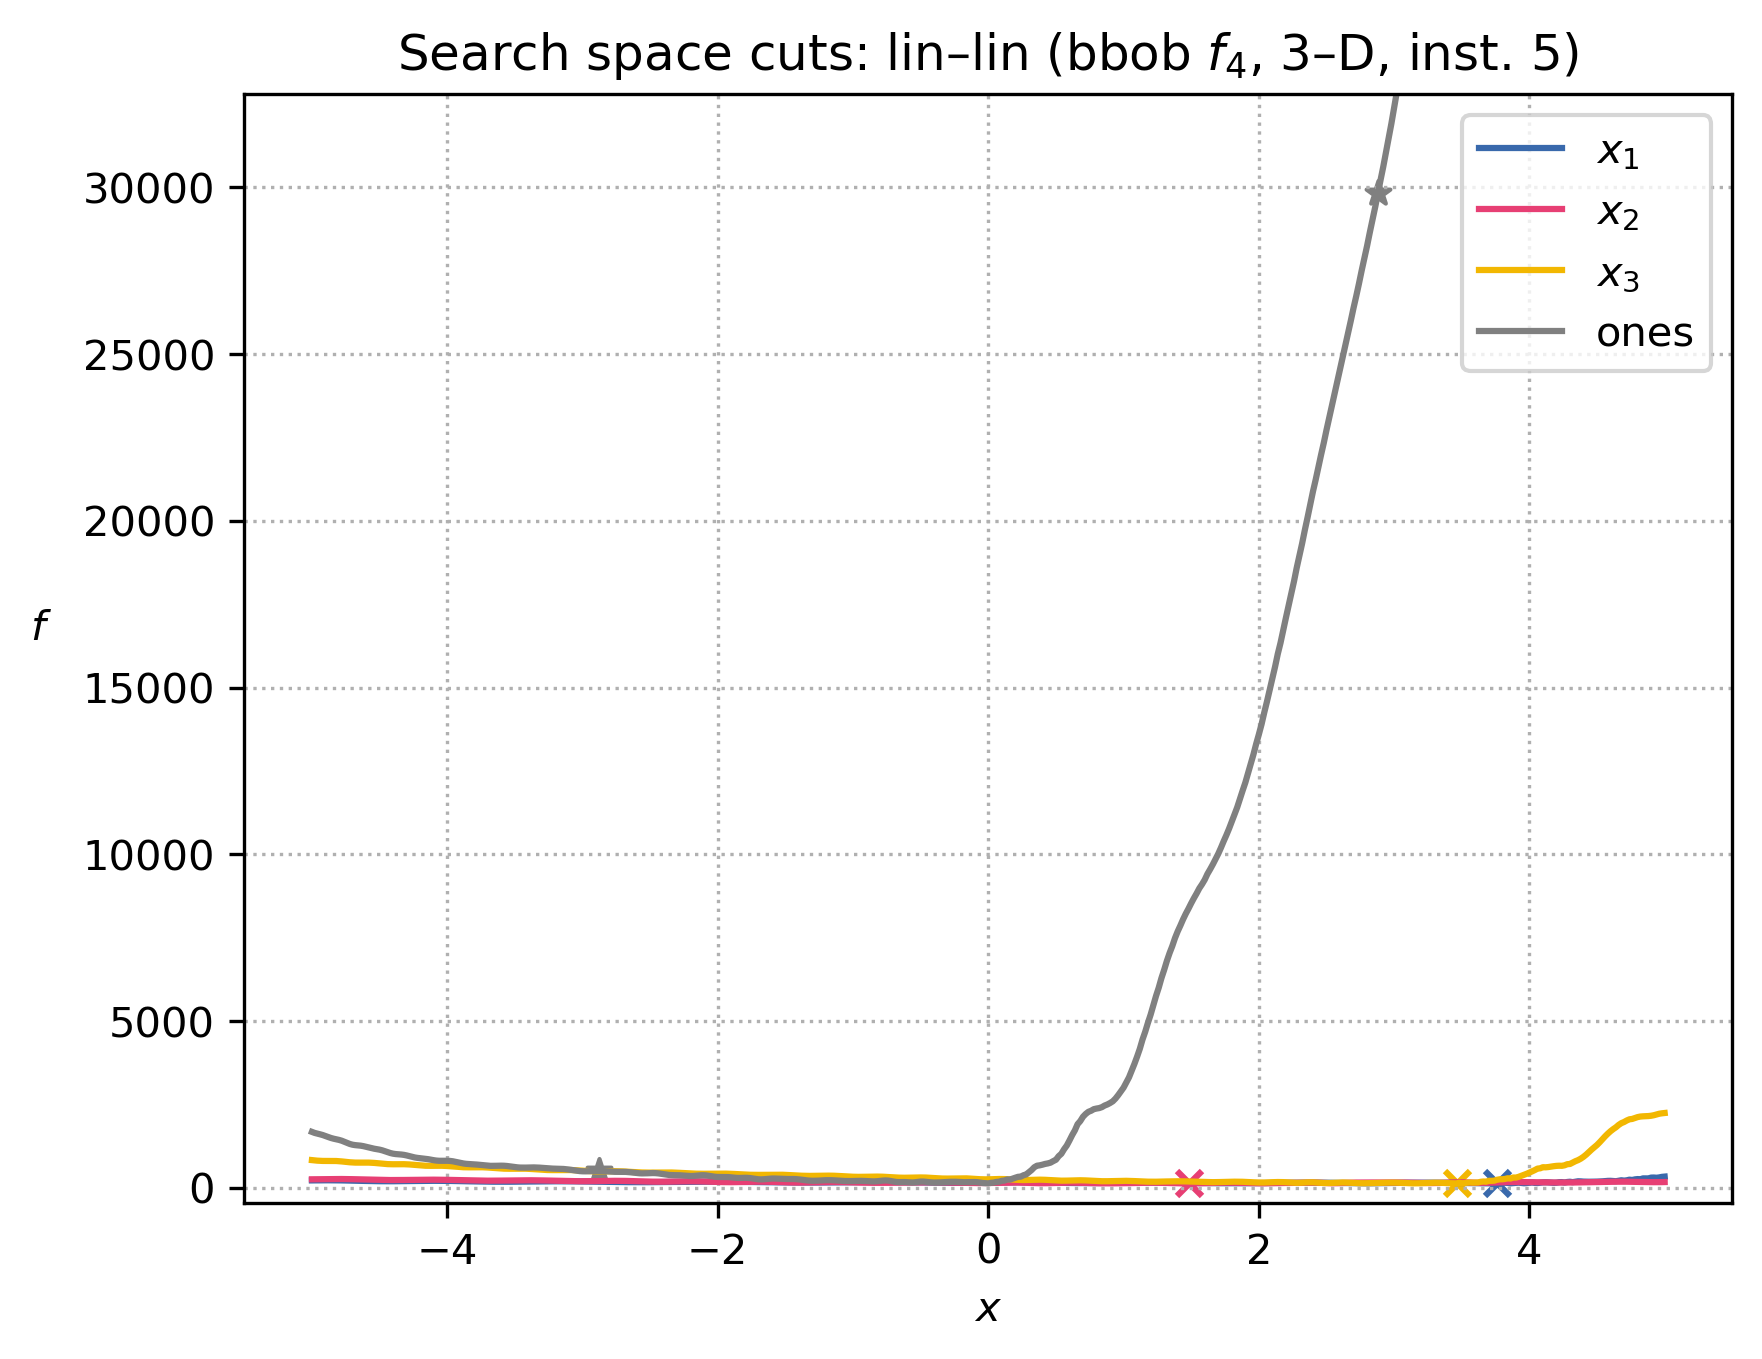 Search space cuts: lin–lin (bbob f₄, 3–D, inst. 5)
x₁
x₂
x₃
ones
30000
25000
20000
15000
10000
5000
0
f
−4 −2 0 2 4
x